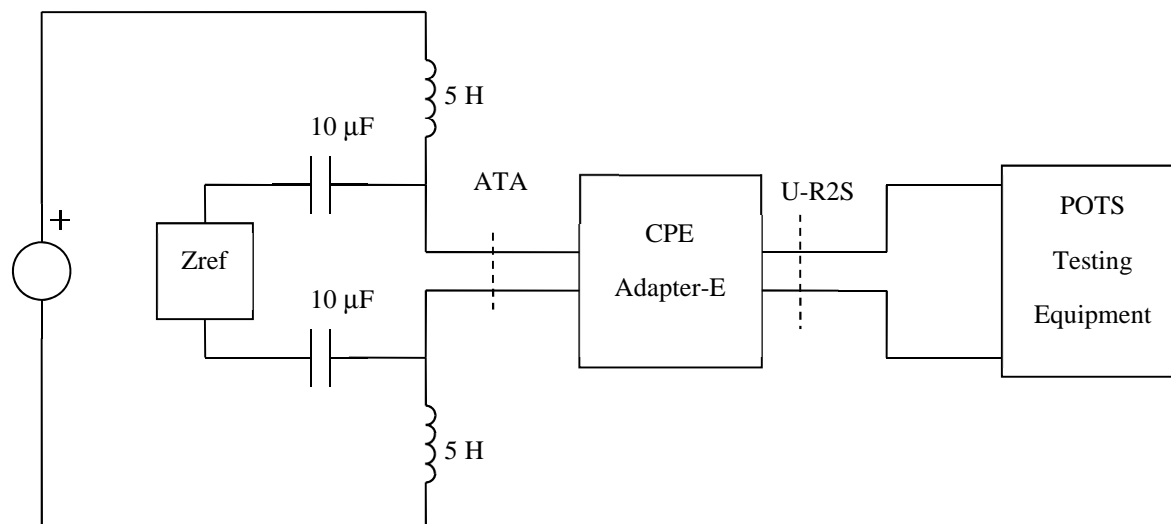 5 H
10 µF
ATA
U-R2S
+
Zref
CPE
Adapter-E
POTS
Testing
Equipment
10 µF
5 H